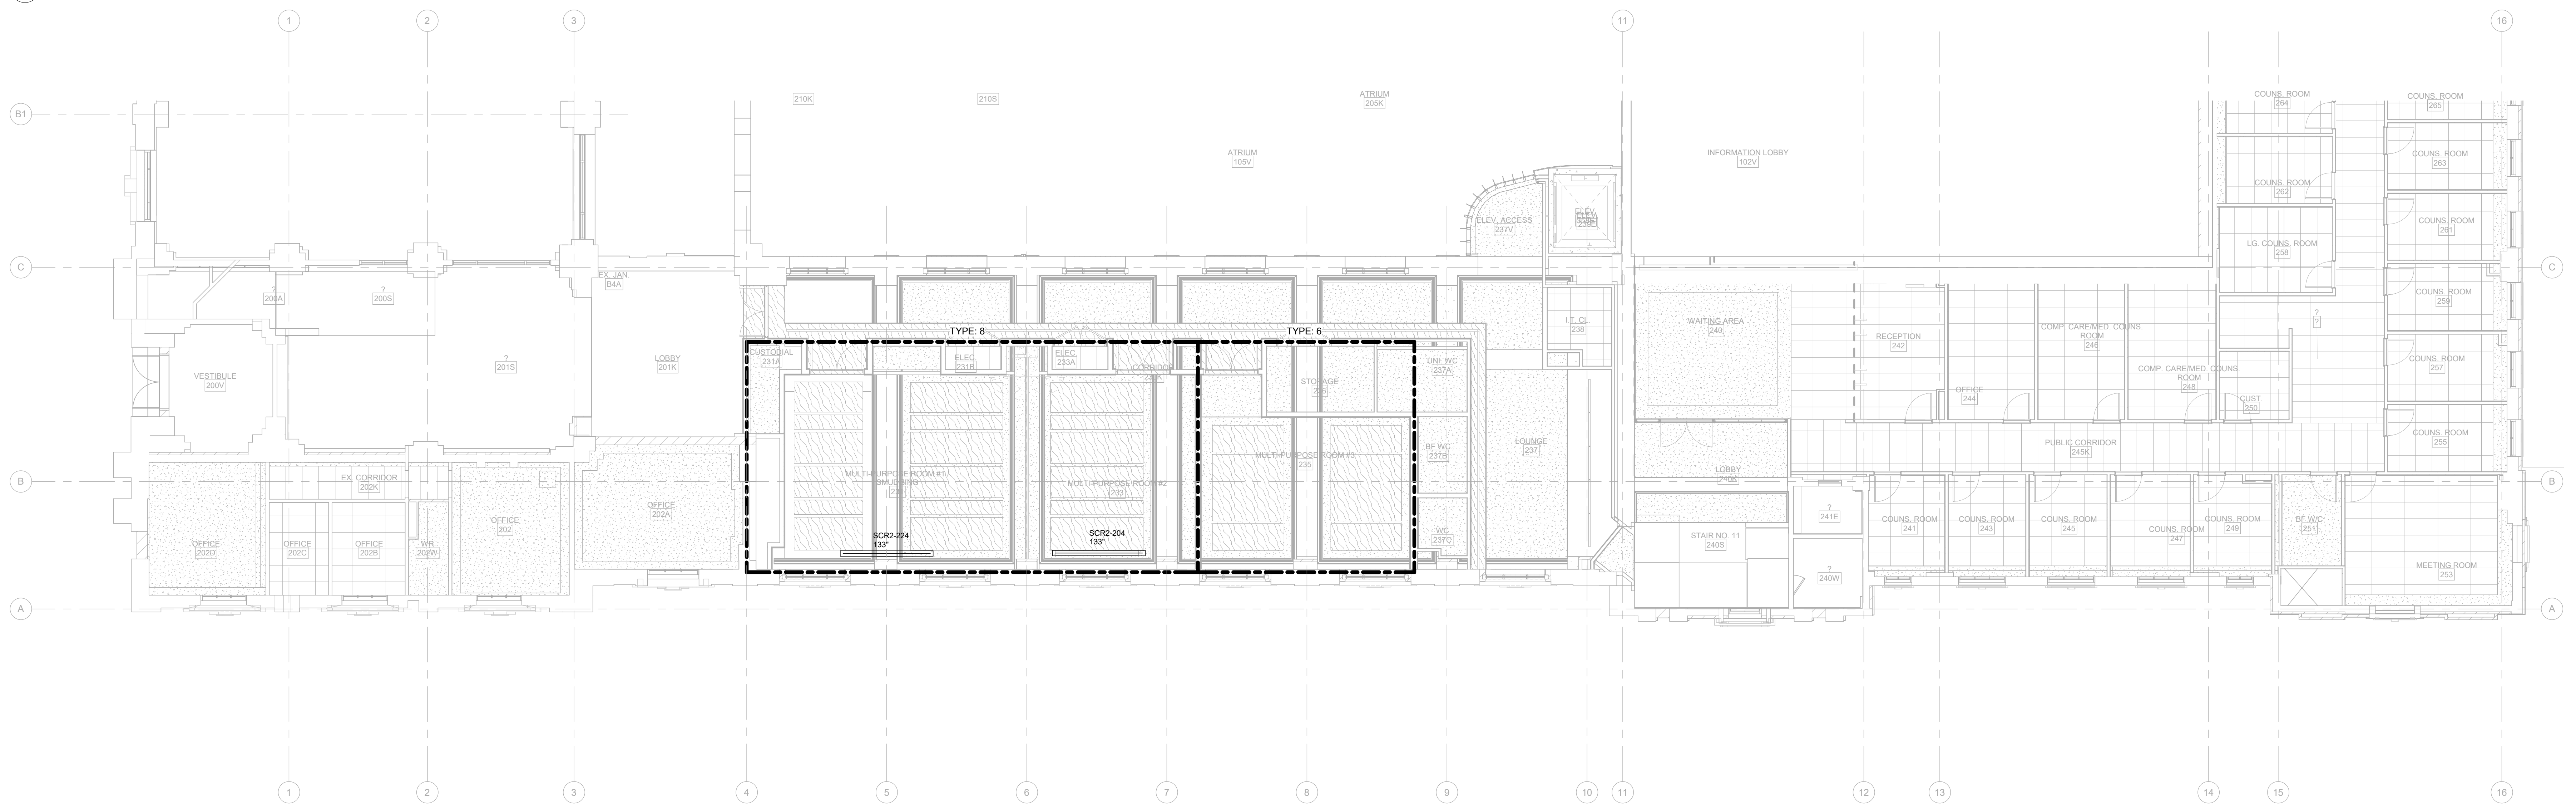 1
2
3
11
16
B1
210K
210S
ATRIUM
205K
COUNS. ROOM
264
COUNS. ROOM
265
ATRIUM
105V
INFORMATION LOBBY
102V
COUNS. ROOM
263
COUNS. ROOM
262
ELEV. ACCESS
237V
ELEV.
COUNS. ROOM
261
LG. COUNS. ROOM
258
C
C
EX. JAN.
B4A
?
200A
?
200S
COUNS. ROOM
259
I.T. CL.
238
WAITING AREA
240
RECEPTION
242
COMP. CARE/MED. COUNS.
ROOM
246
?
?
TYPE: 8
TYPE: 6
CUSTODIAL
231A
ELEC.
231B
ELEC.
233A
CORRIDOR
UNI. WC
237A
?
201S
LOBBY
201K
VESTIBULE
200V
STORAGE
COMP. CARE/MED. COUNS.
ROOM
248
COUNS. ROOM
257
OFFICE
244
CUST.
250
COUNS. ROOM
255
LOUNGE
237
PUBLIC CORRIDOR
245K
BF WC
237B
MULTI-PURPOSE ROOM #3
235
MULTI-PURPOSE ROOM #1/
SMUDGING
231
MULTI-PURPOSE ROOM #2
233
LOBBY
240K
B
B
EX. CORRIDOR
202K
OFFICE
202A
OFFICE
202
?
241E
COUNS. ROOM
241
COUNS. ROOM
243
COUNS. ROOM
245
COUNS. ROOM
247
COUNS. ROOM
249
BF W/C
251
WC
237C
STAIR NO. 11
240S
SCR2-224
133"
SCR2-204
133"
OFFICE
202D
OFFICE
202C
OFFICE
202B
WR
202W
?
240W
MEETING ROOM
253
A
A
1
2
3
4
5
6
7
8
9
10
11
12
13
14
15
16